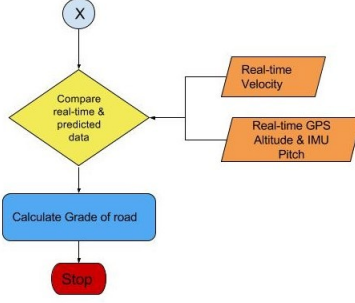 X
Compare
real-time &
predicted
data
Real-time
Velocity
Real-time GPS
Altitude & IMU
Pitch
Calculate Grade of road
Stop